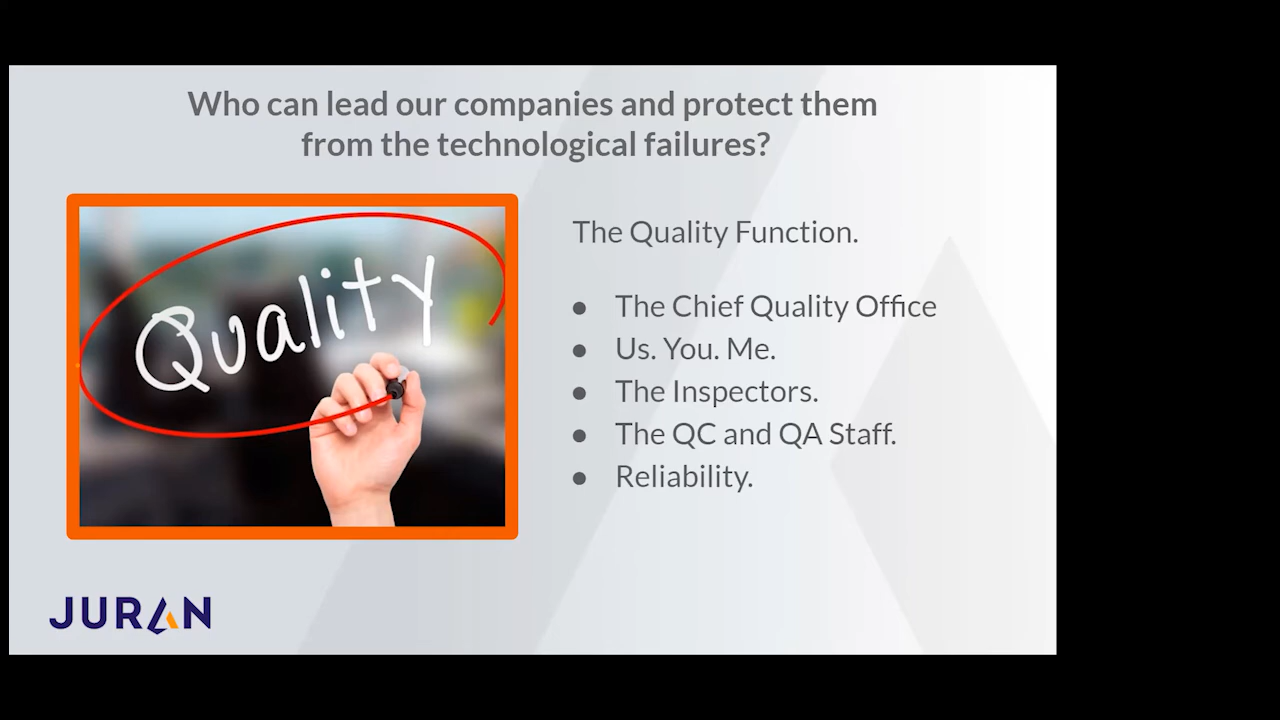 Who can lead our companies and protect them
from the technological failures?
Quality
The Quality Function.
● The Chief Quality Office
● Us. You. Me.
● The Inspectors.
● The QC and QA Staff.
● Reliability.
JURAN